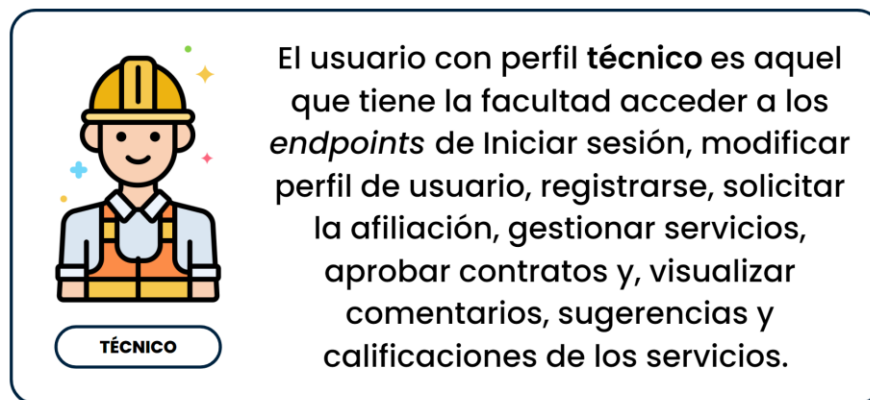 El usuario con perfil técnico es aquel
que tiene la facultad acceder a los
endpoints de Iniciar sesión, modificar
perfil de usuario, registrarse, solicitar
la afiliación, gestionar servicios,
aprobar contratos y, visualizar
comentarios, sugerencias y
calificaciones de los servicios.
TÉCNICO